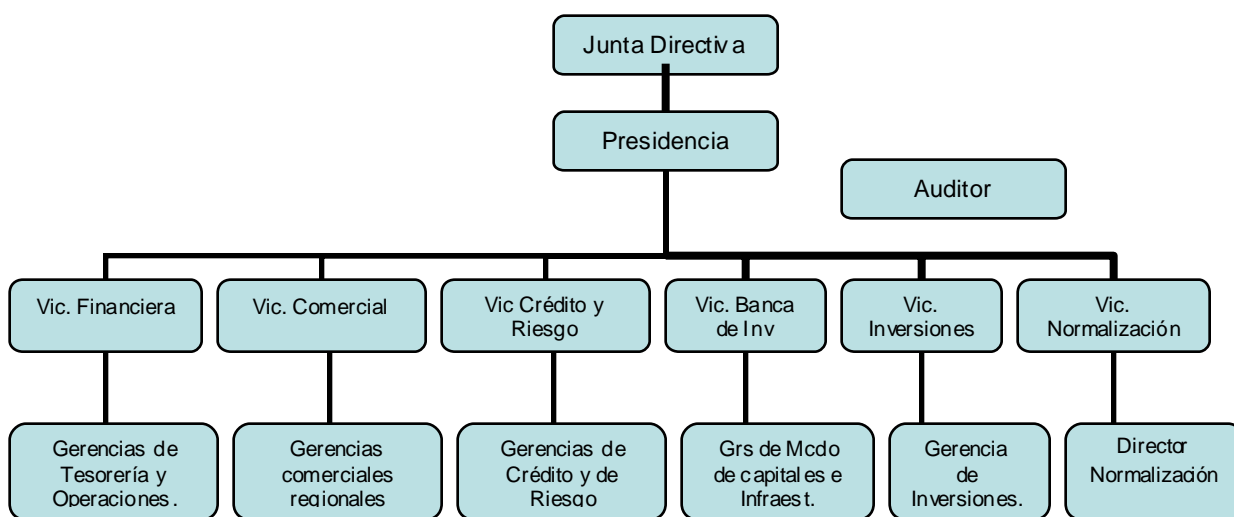 Junta Directiva
Presidencia
Auditor
Vic. Financiera
Vic. Comercial
Vic Crédito y
Riesgo
Vic. Banca
de Inv
Vic.
Inversiones
Vic.
Normalización
Gerencias de
Tesorería y
Operaciones.
Gerencias
comerciales
regionales
Gerencias de
Crédito y de
Riesgo
Grs de Mcdo
de capitales e
Infraest.
Gerencia
de
Inversiones.
Director
Normalización